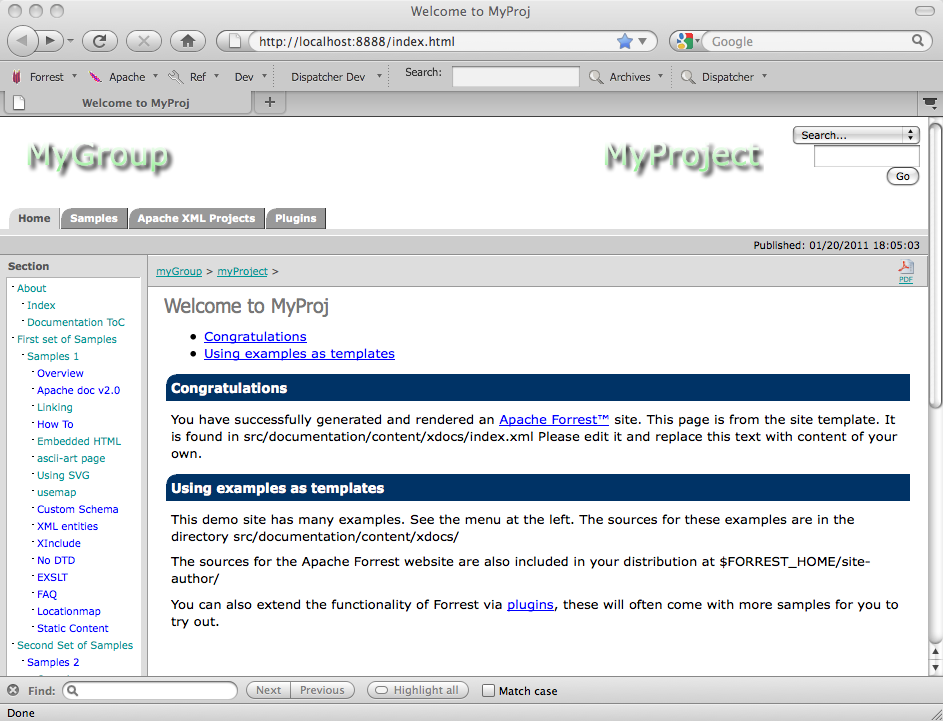 Welcome to MyProj
http://localhost:8888/index.html
Google
Forrest Apache Ref Dev Dispatcher Dev Search: Archives Dispatcher
Welcome to MyProj
MyGroup
MyProject
Search...
Go
Home Samples Apache XML Projects Plugins
Published: 01/20/2011 18:05:03
Section
About
Index
Documentation ToC
First set of Samples
Samples 1
Overview
Apache doc v2.0
Linking
How To
Embedded HTML
ascii-art page
Using SVG
usemap
Custom Schema
XML entities
XInclude
No DTD
EXSLT
FAQ
Locationmap
Static Content
Second Set of Samples
Samples 2
myGroup > myProject >
PDF
Welcome to MyProj
Congratulations
Using examples as templates
Congratulations
You have successfully generated and rendered an Apache Forrest™ site. This page is from the site template. It
is found in src/documentation/content/xdocs/index.xml Please edit it and replace this text with content of your
own.
Using examples as templates
This demo site has many examples. See the menu at the left. The sources for these examples are in the
directory src/documentation/content/xdocs/
The sources for the Apache Forrest website are also included in your distribution at $FORREST_HOME/site-
author/
You can also extend the functionality of Forrest via plugins, these will often come with more samples for you to
try out.
Find: Next Previous Highlight all Match case
Done